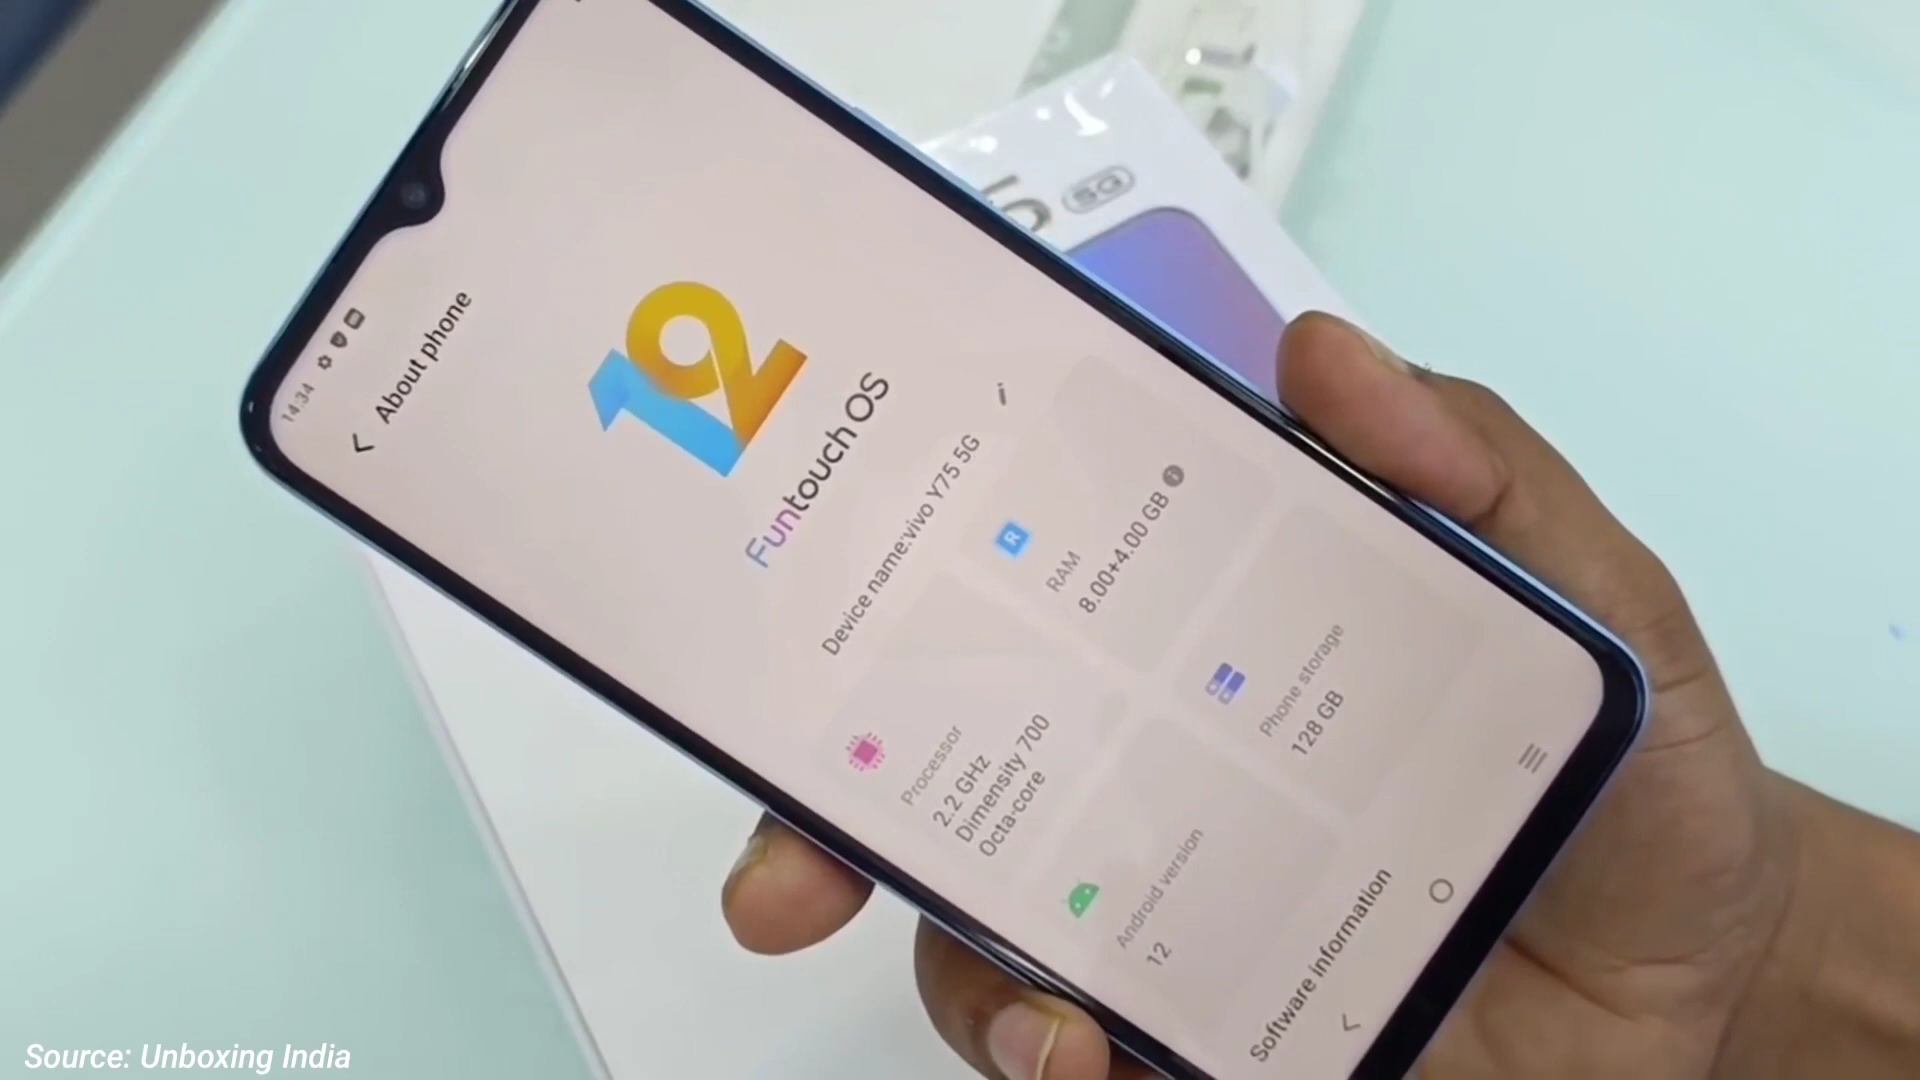 14:34
About phone
12
Funtouch OS
Device name:vivo Y75 5G
Processor
2.2 GHz
Dimensity 700
Octa-core
R
RAM
8.00+4.00 GB
Android version
12
Phone storage
128 GB
Software information
5 5G
Source: Unboxing India